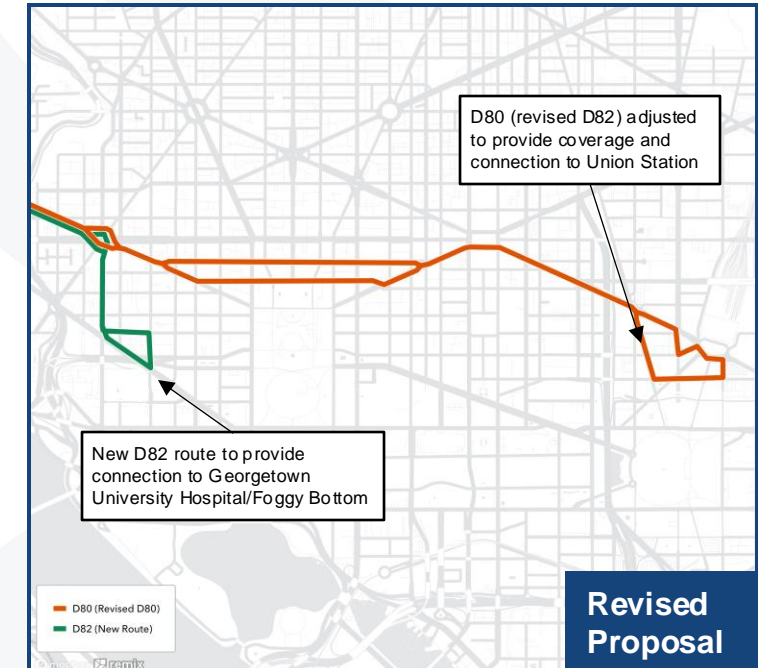 D80 (revised D82) adjusted
to provide coverage and
connection to Union Station
New D82 route to provide
connection to Georgetown
University Hospital/Foggy Bottom
D80 (Revised D80)
D82 (New Route)
remix
Revised
Proposal